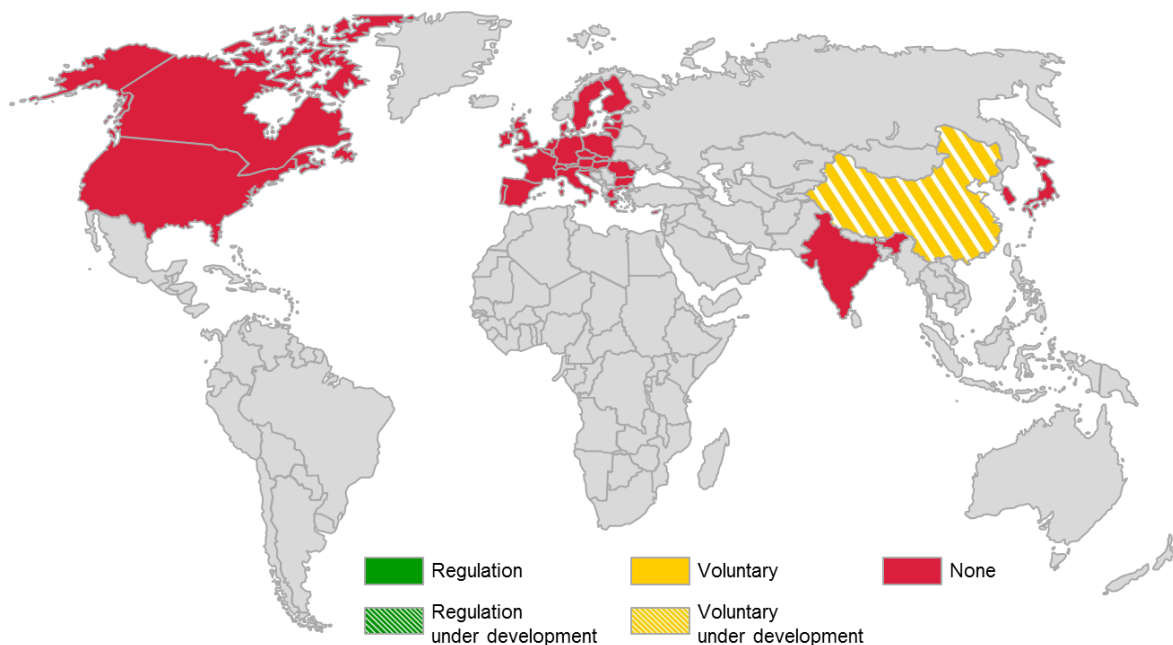 Regulation
Voluntary
None
Regulation
under development
Voluntary
under development